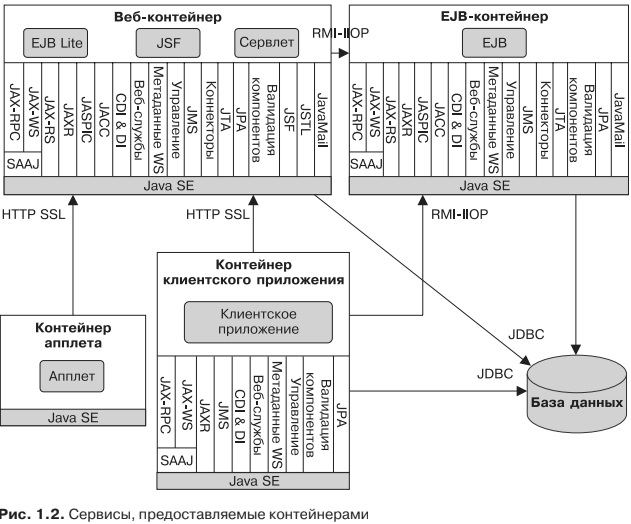 Веб-контейнер
EJB Lite
JSF
Сервлет
JAX-RPC
JAX-WS
SAAJ
JAX-RS
JAXR
JASPIC
JACC
CDI & DI
Веб-службы
Метаданные WS
Управление
JMS
Коннекторы
JTA
JPA
Валидация
компонентов
JSF
JSTL
JavaMail
Java SE
RMI-IIOP
EJB-контейнер
EJB
JAX-RPC
JAX-WS
SAAJ
JAX-RS
JAXR
JASPIC
JACC
CDI & DI
Веб-службы
Метаданные WS
Управление
JMS
Коннекторы
JTA
Валидация
компонентов
JPA
JavaMail
Java SE
HTTP SSL
HTTP SSL
RMI-IIOP
Контейнер
клиентского приложения
Клиентское
приложение
JAX-RPC
JAX-WS
SAAJ
JAXR
JMS
CDI & DI
Веб-службы
Метаданные WS
Управление
Валидация
компонентов
JPA
Java SE
Контейнер
апплета
Апплет
Java SE
JDBC
JDBC
База данных
Рис. 1.2. Сервисы, предоставляемые контейнерами